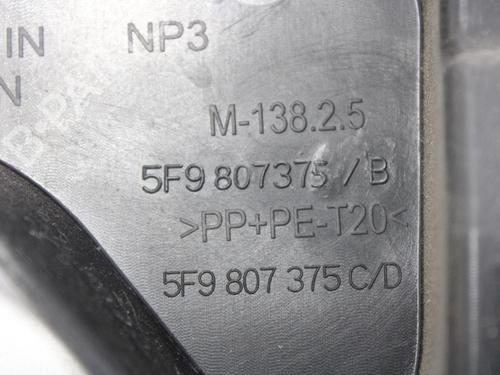 IN NP3
N
M-138.2.5
5F9 807375 / B
>PP+PE-T20<
5F9 807 375 C/D